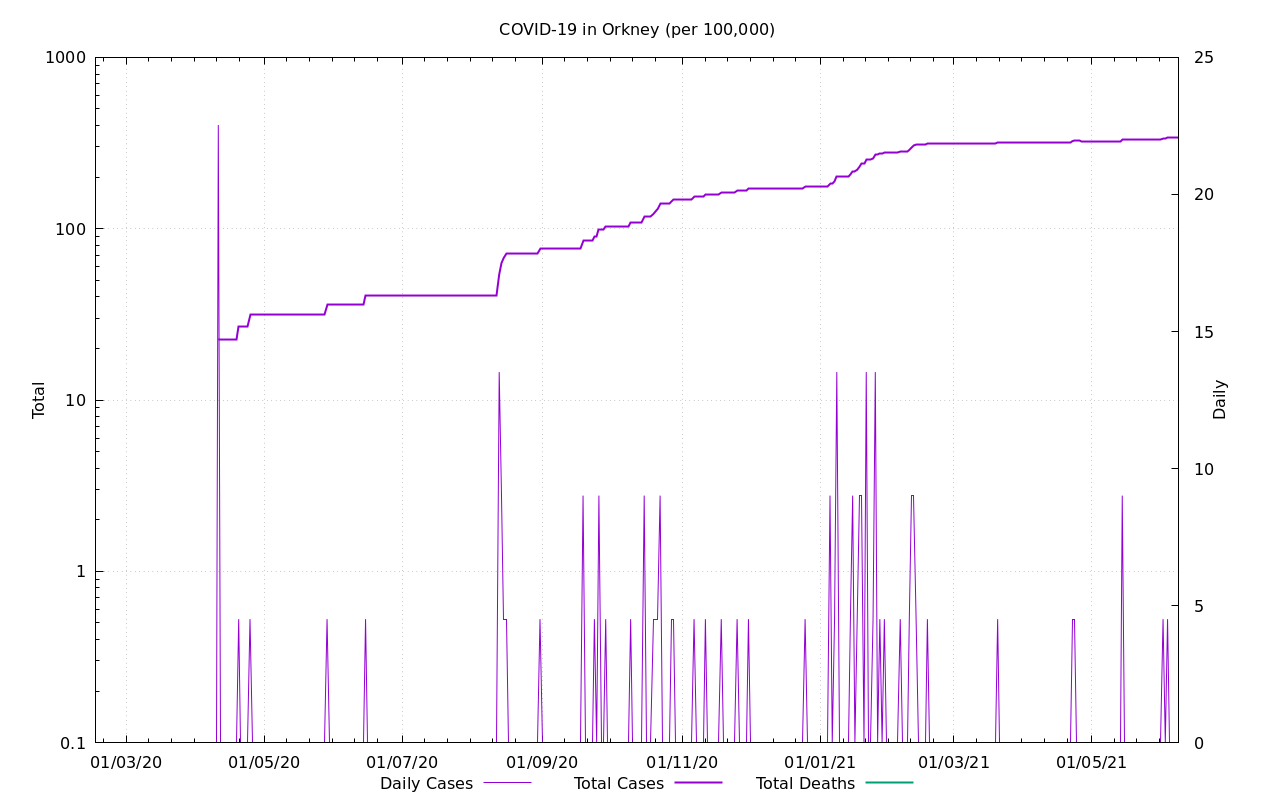 COVID-19 in Orkney (per 100,000)
1000
100
10
1
0.1
Total
25
20
15
10
5
0
Daily
01/03/20 01/05/20 01/07/20 01/09/20 01/11/20 01/01/21 01/03/21 01/05/21
Daily Cases Total Cases Total Deaths